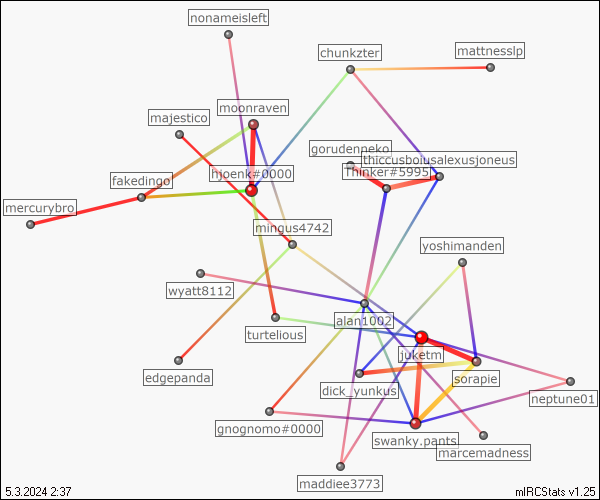 nonameisleft
chunkzter
mattnesslp
moonraven
majestico
gorudenneko
thiccusboiusalexusjoneus
hjoenk#0000
Thinker#5995
fakedingo
mercurybro
mingus4742
yoshimanden
wyatt8112
alan1002
turtelious
juketm
edgepanda
sorapie
dick_yunkus
neptune01
gnognomo#0000
swanky.pants
marcemadness
maddiee3773
5.3.2024 2:37
mIRCStats v1.25